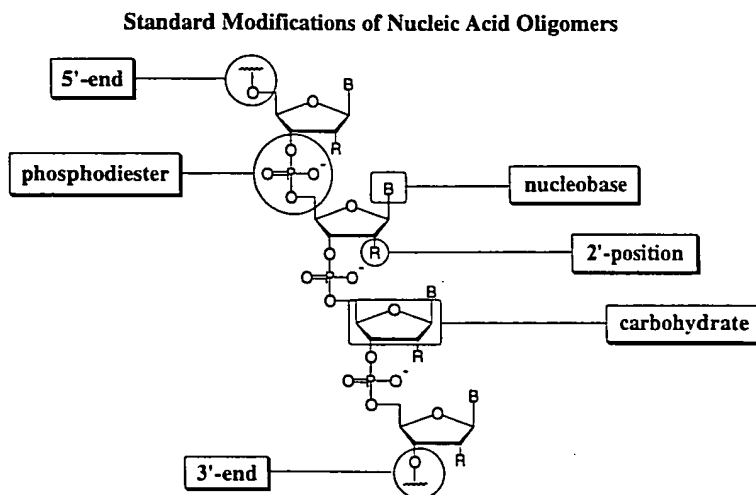 Standard Modifications of Nucleic Acid Oligomers
5'-end
O
O
B
O
R
phosphodiester
O=P-O⁻
O
O
B
nucleobase
O
R
2'-position
O=P-O⁻
O
B
O
carbohydrate
O
R
O=P-O⁻
O
O
B
3'-end
O
R